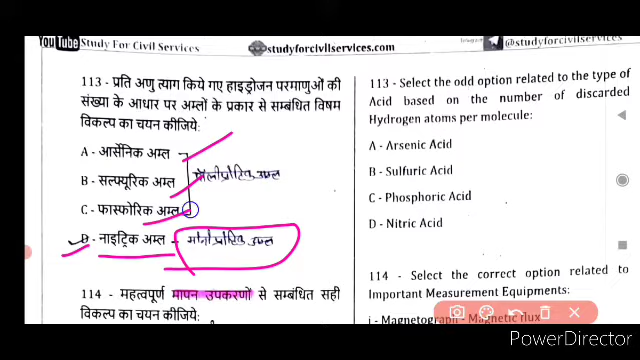 YouTube Study For Civil Services
studyforcivilservices.com
@studyforcivilservices
113 - प्रति अणु त्याग किये गए हाइड्रोजन परमाणुओं की
संख्या के आधार पर अम्लों के प्रकार से सम्बंधित विषम
विकल्प का चयन कीजिये:
A - आर्सेनिक अम्ल
B - सल्फ्यूरिक अम्ल
पॉलीप्रोटिक अम्ल
C - फास्फोरिक अम्ल
D - नाइट्रिक अम्ल - मोनोप्रोटिक अम्ल
114 - महत्वपूर्ण मापन उपकरणों से सम्बंधित सही
विकल्प का चयन कीजिये:
113 - Select the odd option related to the type of
Acid based on the number of discarded
Hydrogen atoms per molecule:
A - Arsenic Acid
B - Sulfuric Acid
C - Phosphoric Acid
D - Nitric Acid
114 - Select the correct option related to
Important Measurement Equipments:
i - Magnetograph - Magnetic flux
PowerDirector